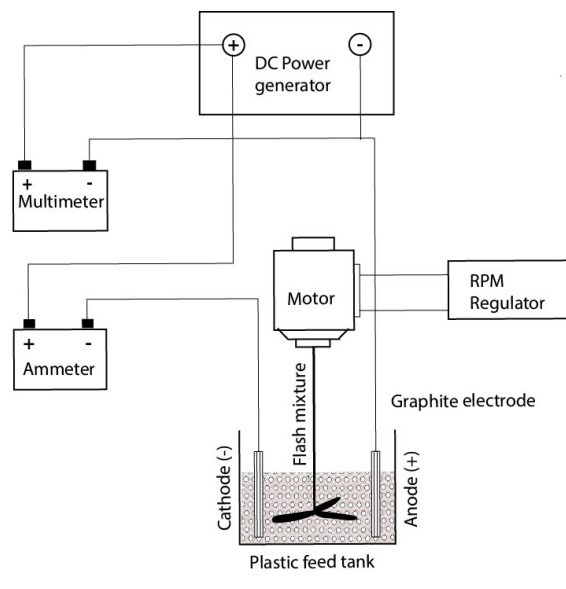 +
-
DC Power
generator
+
-
Multimeter
Motor
RPM
Regulator
+
-
Ammeter
Flash mixture
Graphite electrode
Cathode (-)
Anode (+)
Plastic feed tank